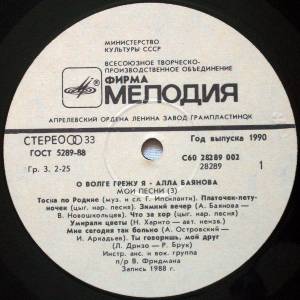 МИНИСТЕРСТВО
КУЛЬТУРЫ СССР
ВСЕСОЮЗНОЕ ТВОРЧЕСКО-
ПРОИЗВОДСТВЕННОЕ ОБЪЕДИНЕНИЕ
ФИРМА
МЕЛОДИЯ
АПРЕЛЕВСКИЙ ОРДЕНА ЛЕНИНА ЗАВОД ГРАМПЛАСТИНОК
СТЕРЕО 33
Год выпуска 1990
ГОСТ 5289-88
С60 28289 002
Гр. 3. 2-25
28289
1
О ВОЛГЕ ГРЕЖУ Я - АЛЛА БАЯНОВА
МОИ ПЕСНИ (3)
Тоска по Родине (муз. и сл. Г. Ипсиланти). Платочек-пету-
ночек (цыг. нар. песня). Зимний вечер (А. Баянова —
В. Новошкольцев). Что за хор (цыг. нар. песня)
Умирали цветы (Н. Харито — авт. неизв.)
Мне сегодня так больно (А. Островский —
И. Аркадьев). Ты говоришь, мой друг
(Л. Дризо — Р. Брук)
Инстр. анс. и вок. группа
п/р В. Фридмана
Запись 1988 г.